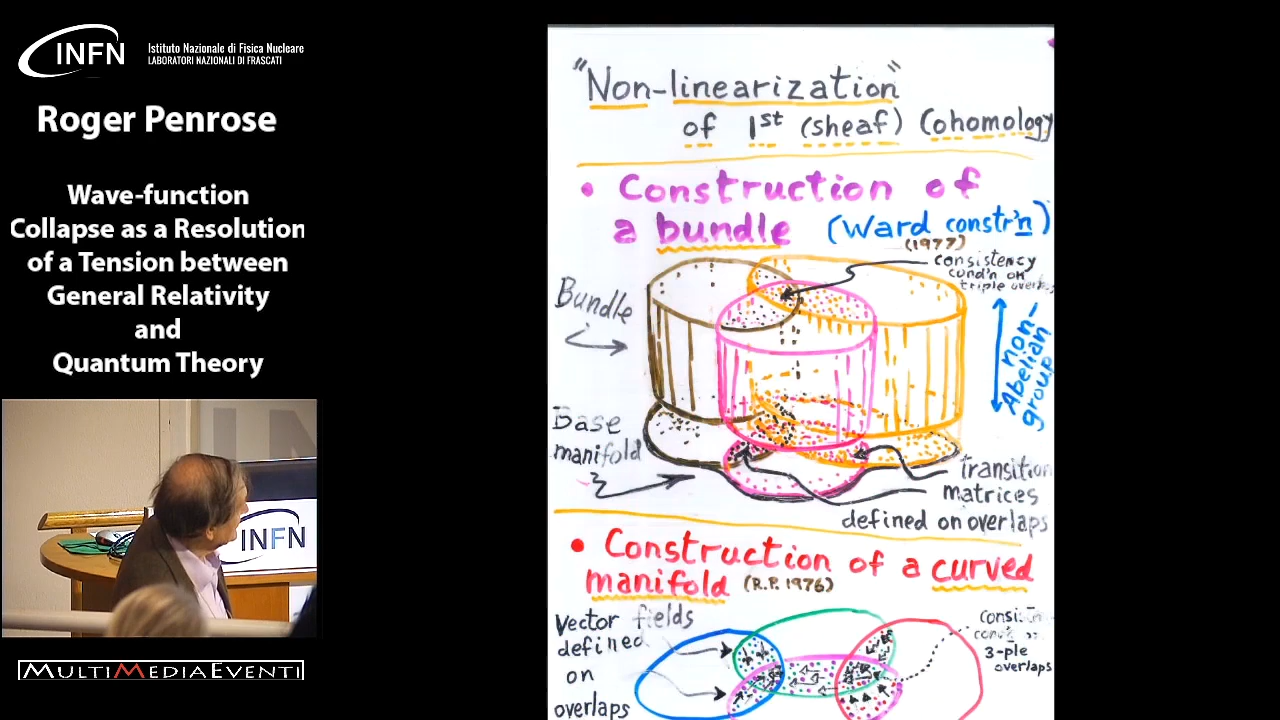 INFN
Istituto Nazionale di Fisica Nucleare
LABORATORI NAZIONALI DI FRASCATI
Roger Penrose
Wave-function
Collapse as a Resolution
of a Tension between
General Relativity
and
Quantum Theory
INFN
MULTIMEDIAEVENTI
"Non-linearization"
of 1st (sheaf) Cohomology
• Construction of
a bundle (Ward constr'n)
(1977)
consistency
cond'n on
triple
Bundle
non-
Abelian
group
Base
manifold
Transition
matrices
defined on overlaps
• Construction of a curved
manifold (R.P. 1976)
Vector fields
defined
on
overlaps
3-ple
overlaps